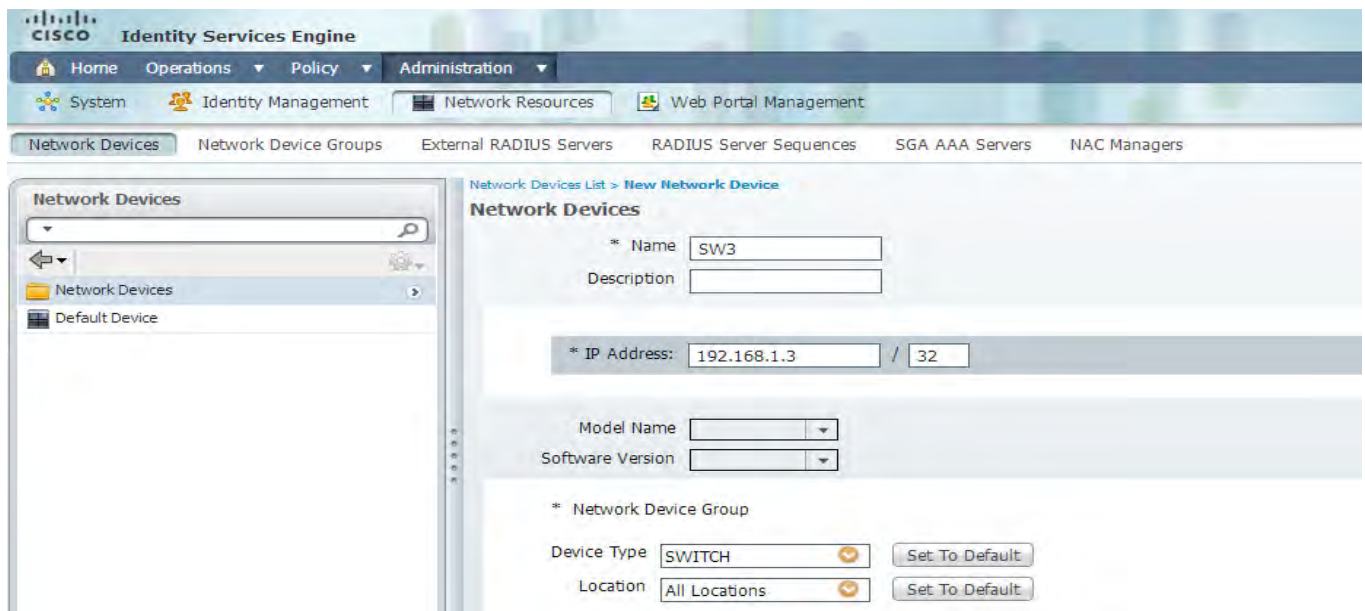 CISCO Identity Services Engine
Home Operations Policy Administration
System Identity Management Network Resources Web Portal Management
Network Devices Network Device Groups External RADIUS Servers RADIUS Server Sequences SGA AAA Servers NAC Managers
Network Devices
Network Devices
Default Device
Network Devices List > New Network Device
Network Devices
* Name SW3
Description
* IP Address: 192.168.1.3 / 32
Model Name
Software Version
* Network Device Group
Device Type SWITCH Set To Default
Location All Locations Set To Default